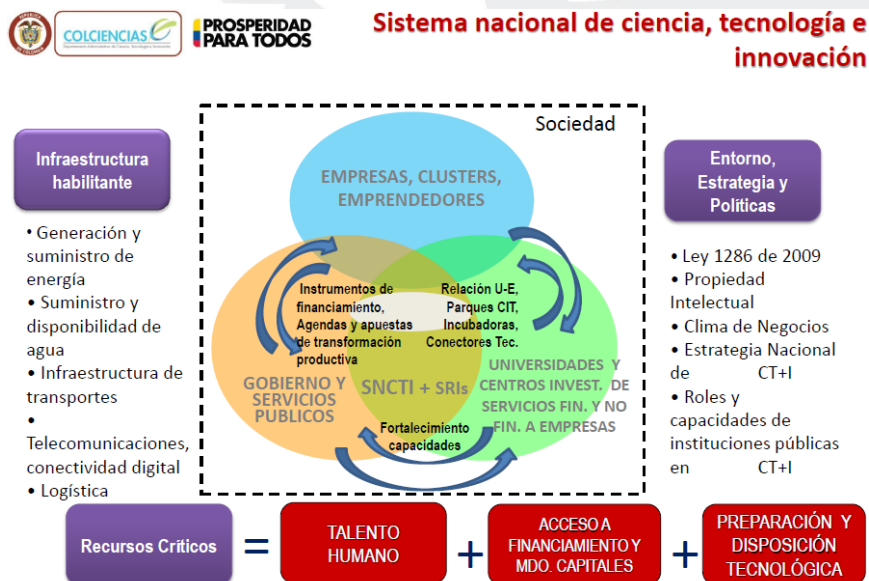 COLCIENCIAS
PROSPERIDAD
PARA TODOS
Sistema nacional de ciencia, tecnología e
innovación
Infraestructura
habilitante
• Generación y
suministro de
energía
• Suministro y
disponibilidad de
agua
• Infraestructura de
transportes
•
Telecomunicaciones,
conectividad digital
• Logística
Sociedad
EMPRESAS, CLUSTERS,
EMPRENDEDORES
Instrumentos de
financiamiento,
Agendas y apuestas
de transformación
productiva
Relación U-E,
Parques CIT,
Incubadoras,
Conectores Tec.
GOBIERNO Y
SERVICIOS
PUBLICOS
SNCTI + SRIs
UNIVERSIDADES Y
CENTROS INVEST. DE
SERVICIOS FIN. Y NO
FIN. A EMPRESAS
Fortalecimiento
capacidades
Entorno,
Estrategia y
Políticas
• Ley 1286 de 2009
• Propiedad
Intelectual
• Clima de Negocios
• Estrategia Nacional
de CT+I
• Roles y
capacidades de
instituciones públicas
en CT+I
Recursos Críticos
=
TALENTO
HUMANO
+
ACCESO A
FINANCIAMIENTO Y
MDO. CAPITALES
+
PREPARACIÓN Y
DISPOSICIÓN
TECNOLÓGICA